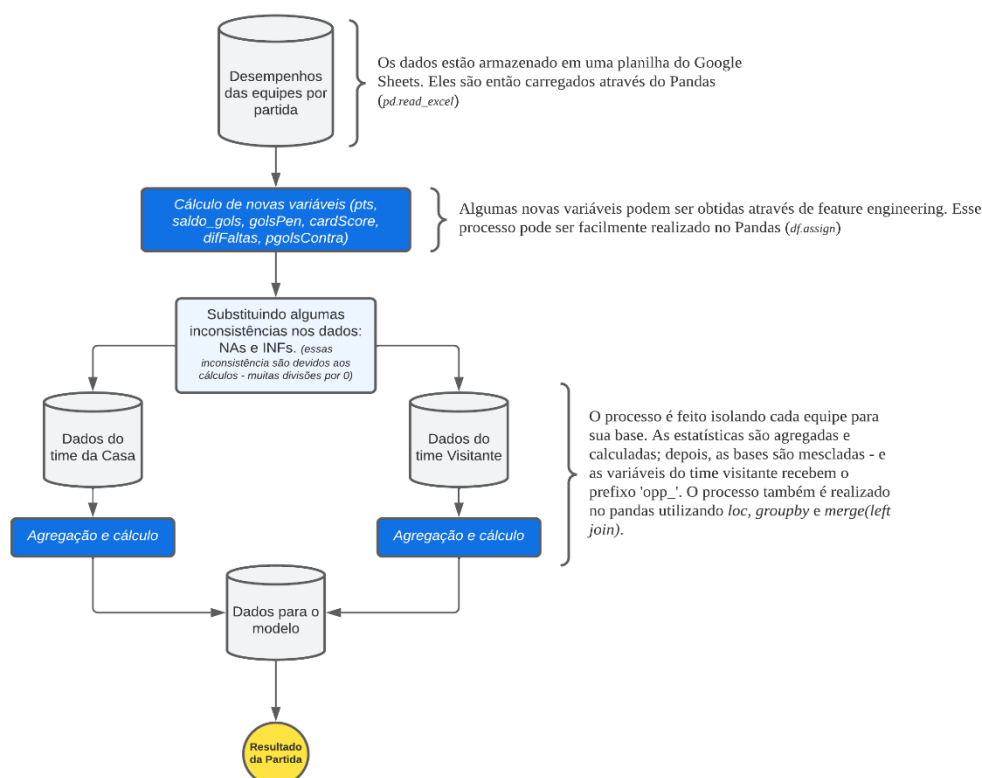 Desempenhos
das equipes por
partida
Os dados estão armazenado em uma planilha do Google
Sheets. Eles são então carregados através do Pandas
(pd.read_excel)
Cálculo de novas variáveis (pts,
saldo_gols, golsPen, cardScore,
difFaltas, pgolsContra)
Algumas novas variáveis podem ser obtidas através de feature engineering. Esse
processo pode ser facilmente realizado no Pandas (df.assign)
Substituindo algumas
inconsistências nos dados:
NAs e INFs. (essas
inconsistência são devidos aos
cálculos - muitas divisões por 0)
Dados do
time da Casa
Dados do
time Visitante
O processo é feito isolando cada equipe para
sua base. As estatísticas são agregadas e
calculadas; depois, as bases são mescladas - e
as variáveis do time visitante recebem o
prefixo 'opp_'. O processo também é realizado
no pandas utilizando loc, groupby e merge(left
join).
Agregação e cálculo
Agregação e cálculo
Dados para o
modelo
Resultado
da Partida